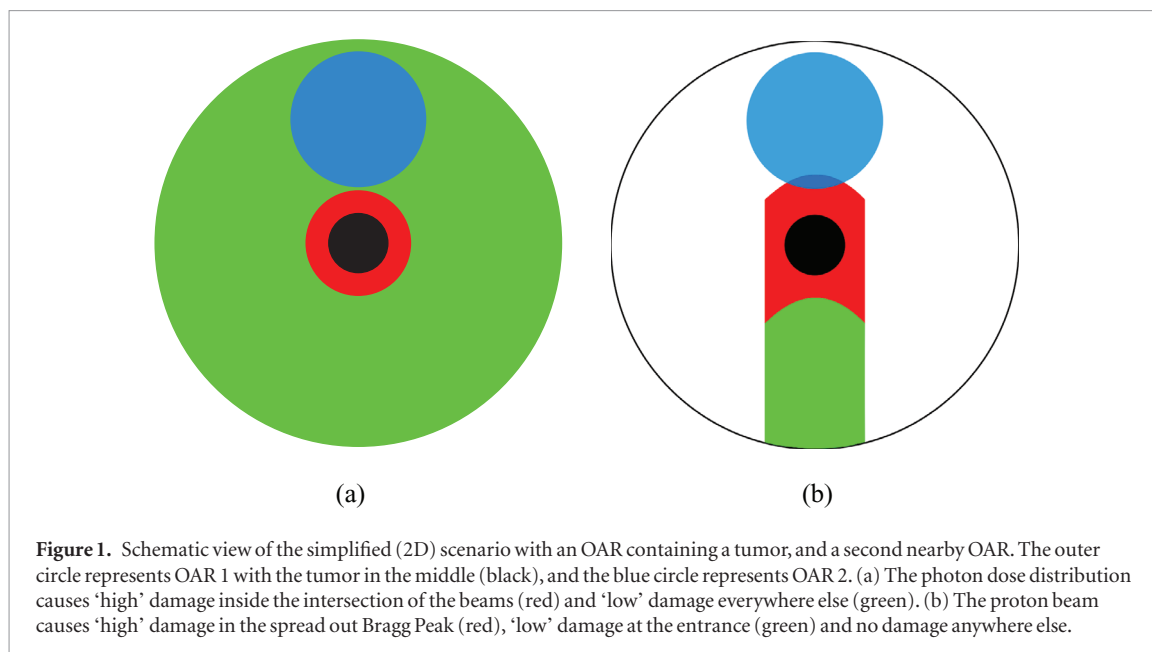 (a)
(b)
Figure 1. Schematic view of the simplified (2D) scenario with an OAR containing a tumor, and a second nearby OAR. The outer
circle represents OAR 1 with the tumor in the middle (black), and the blue circle represents OAR 2. (a) The photon dose distribution
causes ‘high’ damage inside the intersection of the beams (red) and ‘low’ damage everywhere else (green). (b) The proton beam
causes ‘high’ damage in the spread out Bragg Peak (red), ‘low’ damage at the entrance (green) and no damage anywhere else.